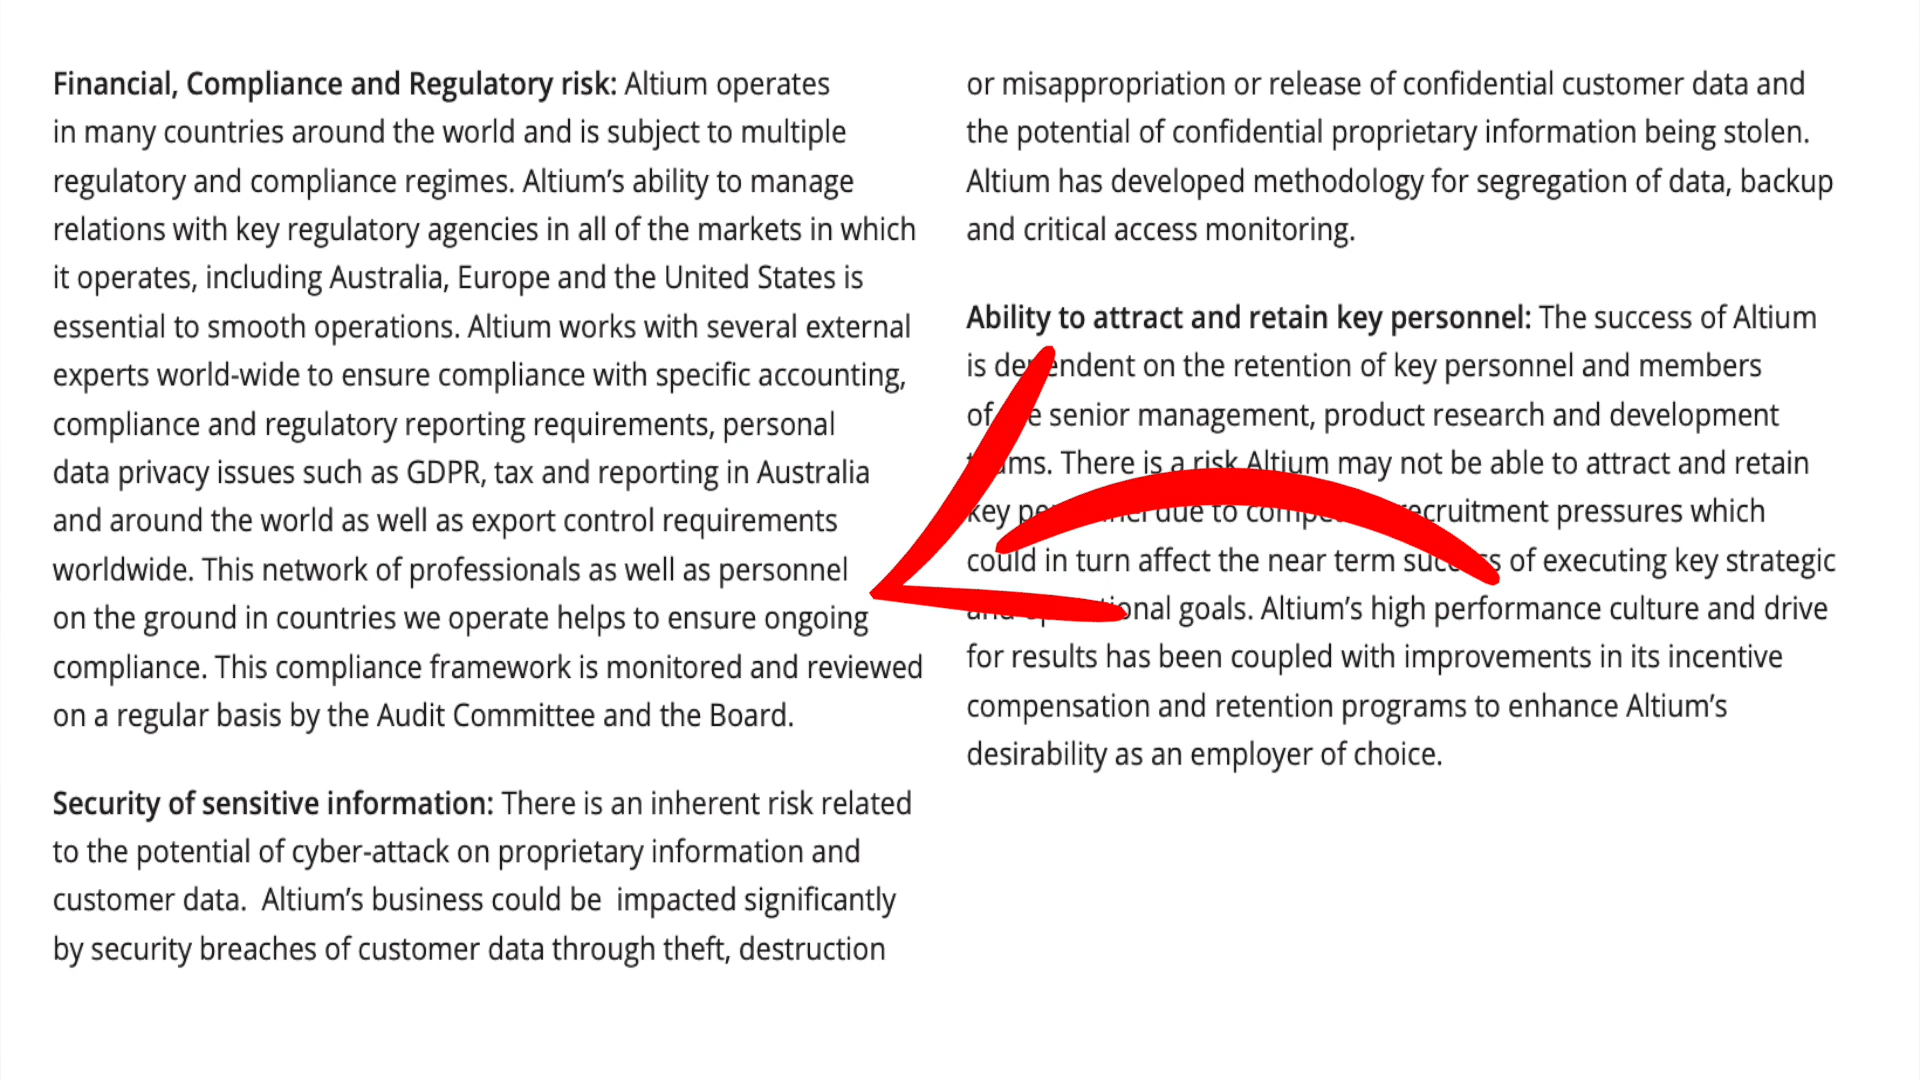 Financial, Compliance and Regulatory risk: Altium operates
in many countries around the world and is subject to multiple
regulatory and compliance regimes. Altium’s ability to manage
relations with key regulatory agencies in all of the markets in which
it operates, including Australia, Europe and the United States is
essential to smooth operations. Altium works with several external
experts world-wide to ensure compliance with specific accounting,
compliance and regulatory reporting requirements, personal
data privacy issues such as GDPR, tax and reporting in Australia
and around the world as well as export control requirements
worldwide. This network of professionals as well as personnel
on the ground in countries we operate helps to ensure ongoing
compliance. This compliance framework is monitored and reviewed
on a regular basis by the Audit Committee and the Board.
Security of sensitive information: There is an inherent risk related
to the potential of cyber-attack on proprietary information and
customer data.  Altium’s business could be  impacted significantly
by security breaches of customer data through theft, destruction
or misappropriation or release of confidential customer data and
the potential of confidential proprietary information being stolen.
Altium has developed methodology for segregation of data, backup
and critical access monitoring.
Ability to attract and retain key personnel: The success of Altium
is dependent on the retention of key personnel and members
of senior management, product research and development
There is a risk Altium may not be able to attract and retain
key due to recruitment pressures which
could in turn affect the near term success of executing key strategic
and goals. Altium’s high performance culture and drive
for results has been coupled with improvements in its incentive
compensation and retention programs to enhance Altium’s
desirability as an employer of choice.